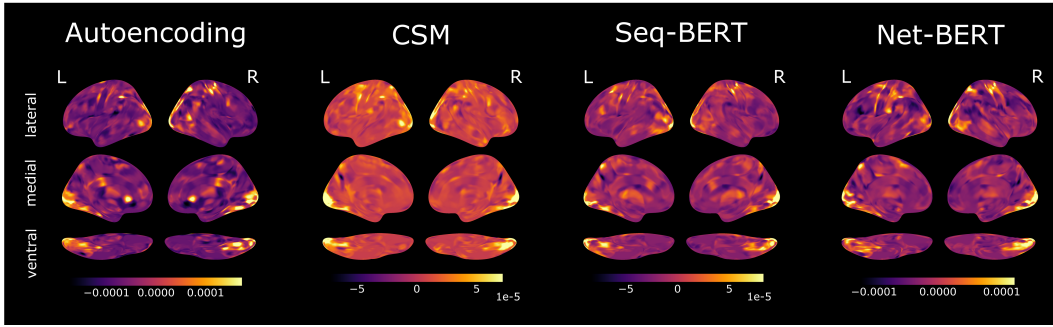 Autoencoding CSM Seq-BERT Net-BERT
L R L R L R L R
lateral
medial
ventral
−0.0001 0.0000 0.0001 −5 0 5 −5 0 5 −0.0001 0.0000 0.0001
1e-5 1e-5